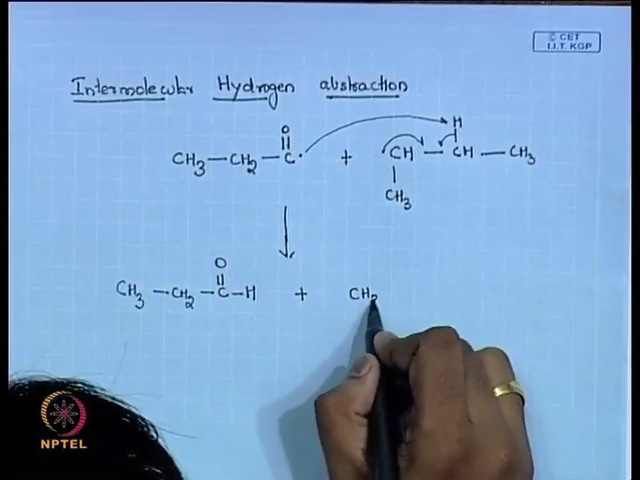 © CET
I.I.T. KGP
Intermolecular Hydrogen abstraction
O H
CH3 — CH2 — C· + ·CH — CH — CH3
CH3
O
CH3 — CH2 — C — H + CH2
NPTEL